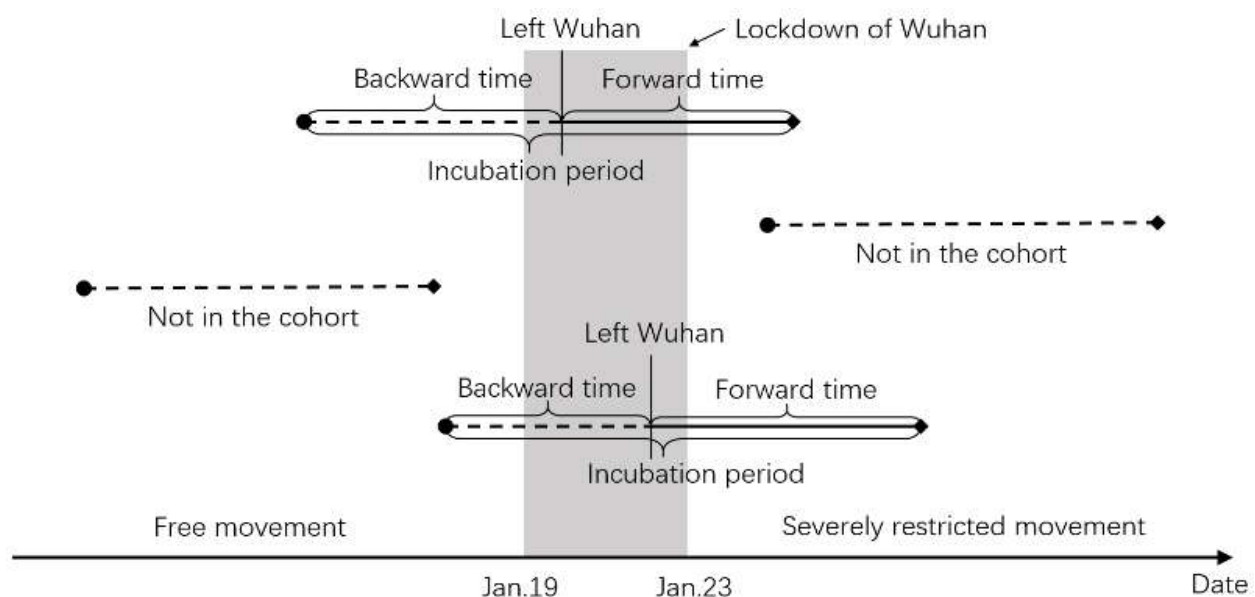 Left Wuhan
Lockdown of Wuhan
Backward time
Forward time
Incubation period
Not in the cohort
Not in the cohort
Left Wuhan
Backward time
Forward time
Incubation period
Free movement
Severely restricted movement
Jan.19
Jan.23
Date